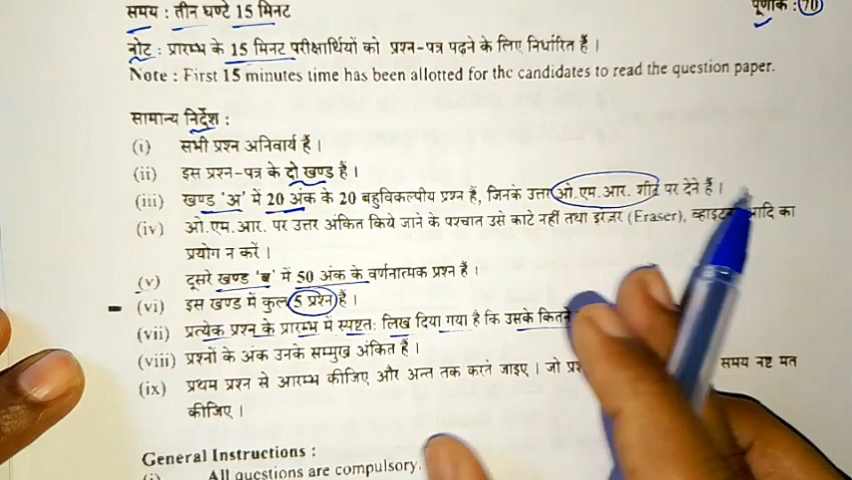 समय : तीन घण्टे 15 मिनट
पूर्णांक : 70
नोट : प्रारम्भ के 15 मिनट परीक्षार्थियों को प्रश्न-पत्र पढ़ने के लिए निर्धारित हैं ।
Note : First 15 minutes time has been allotted for the candidates to read the question paper.
सामान्य निर्देश :
(i) सभी प्रश्न अनिवार्य हैं ।
(ii) इस प्रश्न-पत्र के दो खण्ड हैं ।
(iii) खण्ड 'अ' में 20 अंक के 20 बहुविकल्पीय प्रश्न हैं, जिनके उत्तर ओ.एम.आर. शीट पर देने हैं ।
(iv) ओ.एम.आर. पर उत्तर अंकित किये जाने के पश्चात उसे काटे नहीं तथा इरेजर (Eraser), आदि का
प्रयोग न करें ।
(v) दूसरे खण्ड 'ब' में 50 अंक के वर्णनात्मक प्रश्न हैं ।
(vi) इस खण्ड में कुल 5 प्रश्न हैं ।
(vii) प्रत्येक प्रश्न के प्रारम्भ में स्पष्टतः लिख दिया गया है कि उसके कितने
(viii) प्रश्नों के अंक उनके सम्मुख अंकित हैं ।
(ix) प्रथम प्रश्न से आरम्भ कीजिए और अन्त तक करते जाइए । जो समय नष्ट मत
कीजिए ।
General Instructions :
(i) All questions are compulsory.